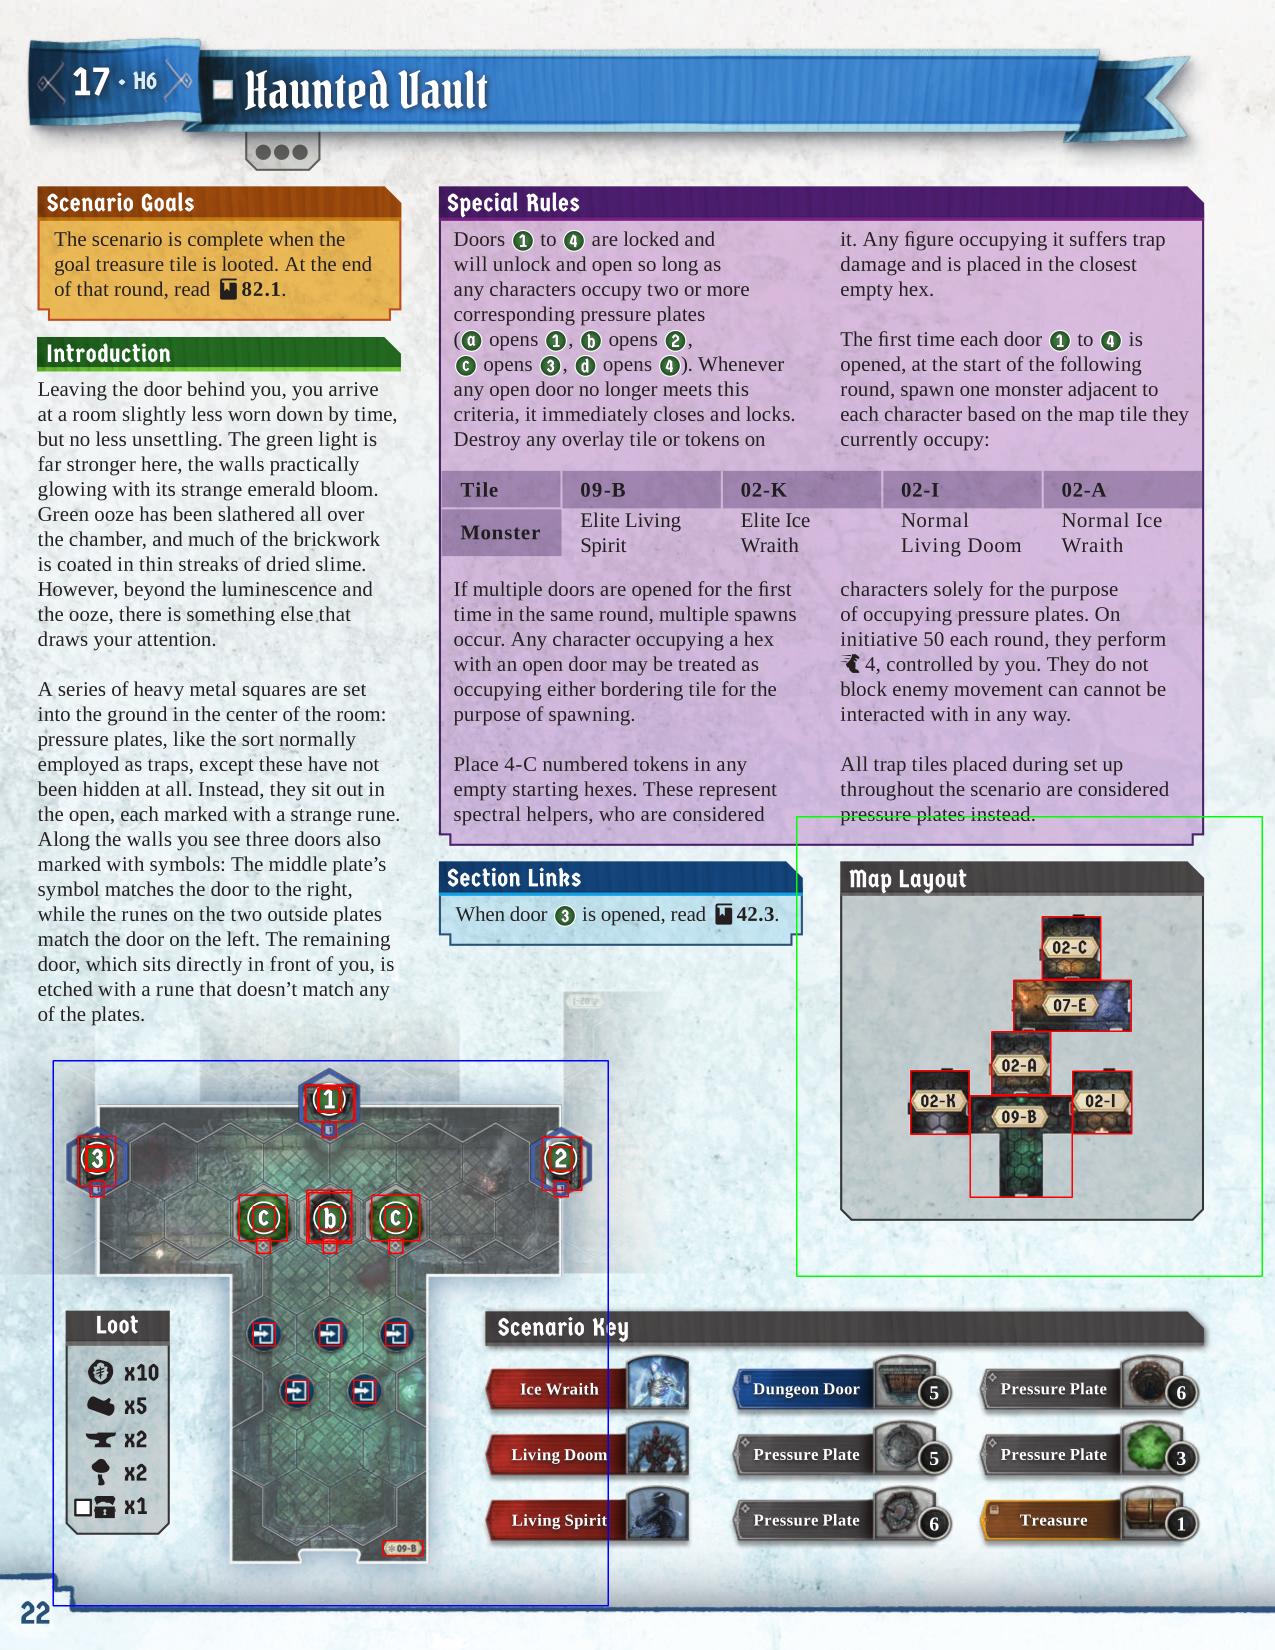 17 · H6
Haunted Vault
Scenario Goals
The scenario is complete when the
goal treasure tile is looted. At the end
of that round, read 82.1.
Introduction
Leaving the door behind you, you arrive
at a room slightly less worn down by time,
but no less unsettling. The green light is
far stronger here, the walls practically
glowing with its strange emerald bloom.
Green ooze has been slathered all over
the chamber, and much of the brickwork
is coated in thin streaks of dried slime.
However, beyond the luminescence and
the ooze, there is something else that
draws your attention.
A series of heavy metal squares are set
into the ground in the center of the room:
pressure plates, like the sort normally
employed as traps, except these have not
been hidden at all. Instead, they sit out in
the open, each marked with a strange rune.
Along the walls you see three doors also
marked with symbols: The middle plate’s
symbol matches the door to the right,
while the runes on the two outside plates
match the door on the left. The remaining
door, which sits directly in front of you, is
etched with a rune that doesn’t match any
of the plates.
Special Rules
Doors 1 to 4 are locked and
will unlock and open so long as
any characters occupy two or more
corresponding pressure plates
(a opens 1, b opens 2,
c opens 3, d opens 4). Whenever
any open door no longer meets this
criteria, it immediately closes and locks.
Destroy any overlay tile or tokens on
it. Any figure occupying it suffers trap
damage and is placed in the closest
empty hex.
The first time each door 1 to 4 is
opened, at the start of the following
round, spawn one monster adjacent to
each character based on the map tile they
currently occupy:
Tile 09-B 02-K 02-I 02-A
Monster Elite Living Spirit Elite Ice Wraith Normal Living Doom Normal Ice Wraith
If multiple doors are opened for the first
time in the same round, multiple spawns
occur. Any character occupying a hex
with an open door may be treated as
occupying either bordering tile for the
purpose of spawning.
Place 4-C numbered tokens in any
empty starting hexes. These represent
spectral helpers, who are considered
characters solely for the purpose
of occupying pressure plates. On
initiative 50 each round, they perform
4, controlled by you. They do not
block enemy movement can cannot be
interacted with in any way.
All trap tiles placed during set up
throughout the scenario are considered
pressure plates instead.
Section Links
When door 3 is opened, read 42.3.
Map Layout
02-C
07-E
02-A
02-K 09-B 02-I
1
3 2
c b c
09-B
Loot
x10
x5
x2
x2
x1
Scenario Key
Ice Wraith Dungeon Door 5 Pressure Plate 6
Living Doom Pressure Plate 5 Pressure Plate 3
Living Spirit Pressure Plate 6 Treasure 1
22